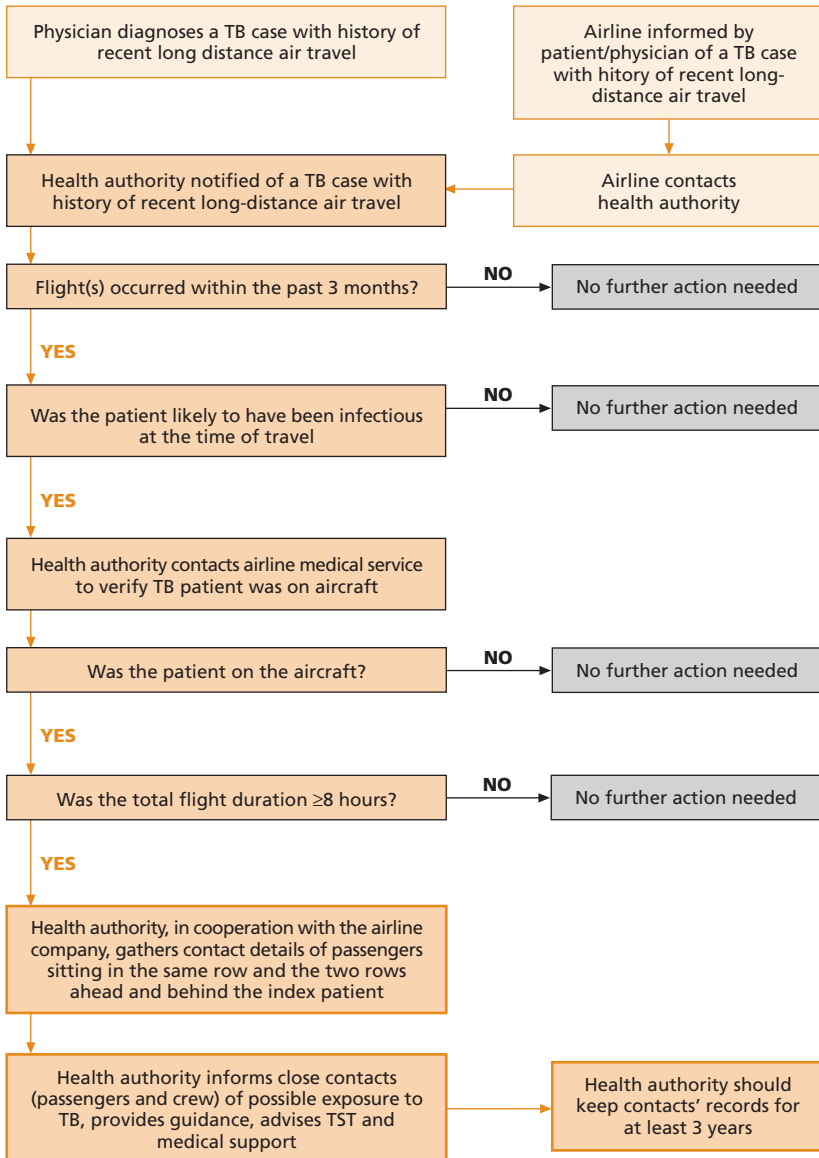 Physician diagnoses a TB case with history of
recent long distance air travel
Airline informed by
patient/physician of a TB case
with hitory of recent long-
distance air travel
Health authority notified of a TB case with
history of recent long-distance air travel
Airline contacts
health authority
Flight(s) occurred within the past 3 months?
NO
No further action needed
YES
Was the patient likely to have been infectious
at the time of travel
NO
No further action needed
YES
Health authority contacts airline medical service
to verify TB patient was on aircraft
Was the patient on the aircraft?
NO
No further action needed
YES
Was the total flight duration ≥8 hours?
NO
No further action needed
YES
Health authority, in cooperation with the airline
company, gathers contact details of passengers
sitting in the same row and the two rows
ahead and behind the index patient
Health authority informs close contacts
(passengers and crew) of possible exposure to
TB, provides guidance, advises TST and
medical support
Health authority should
keep contacts’ records for
at least 3 years